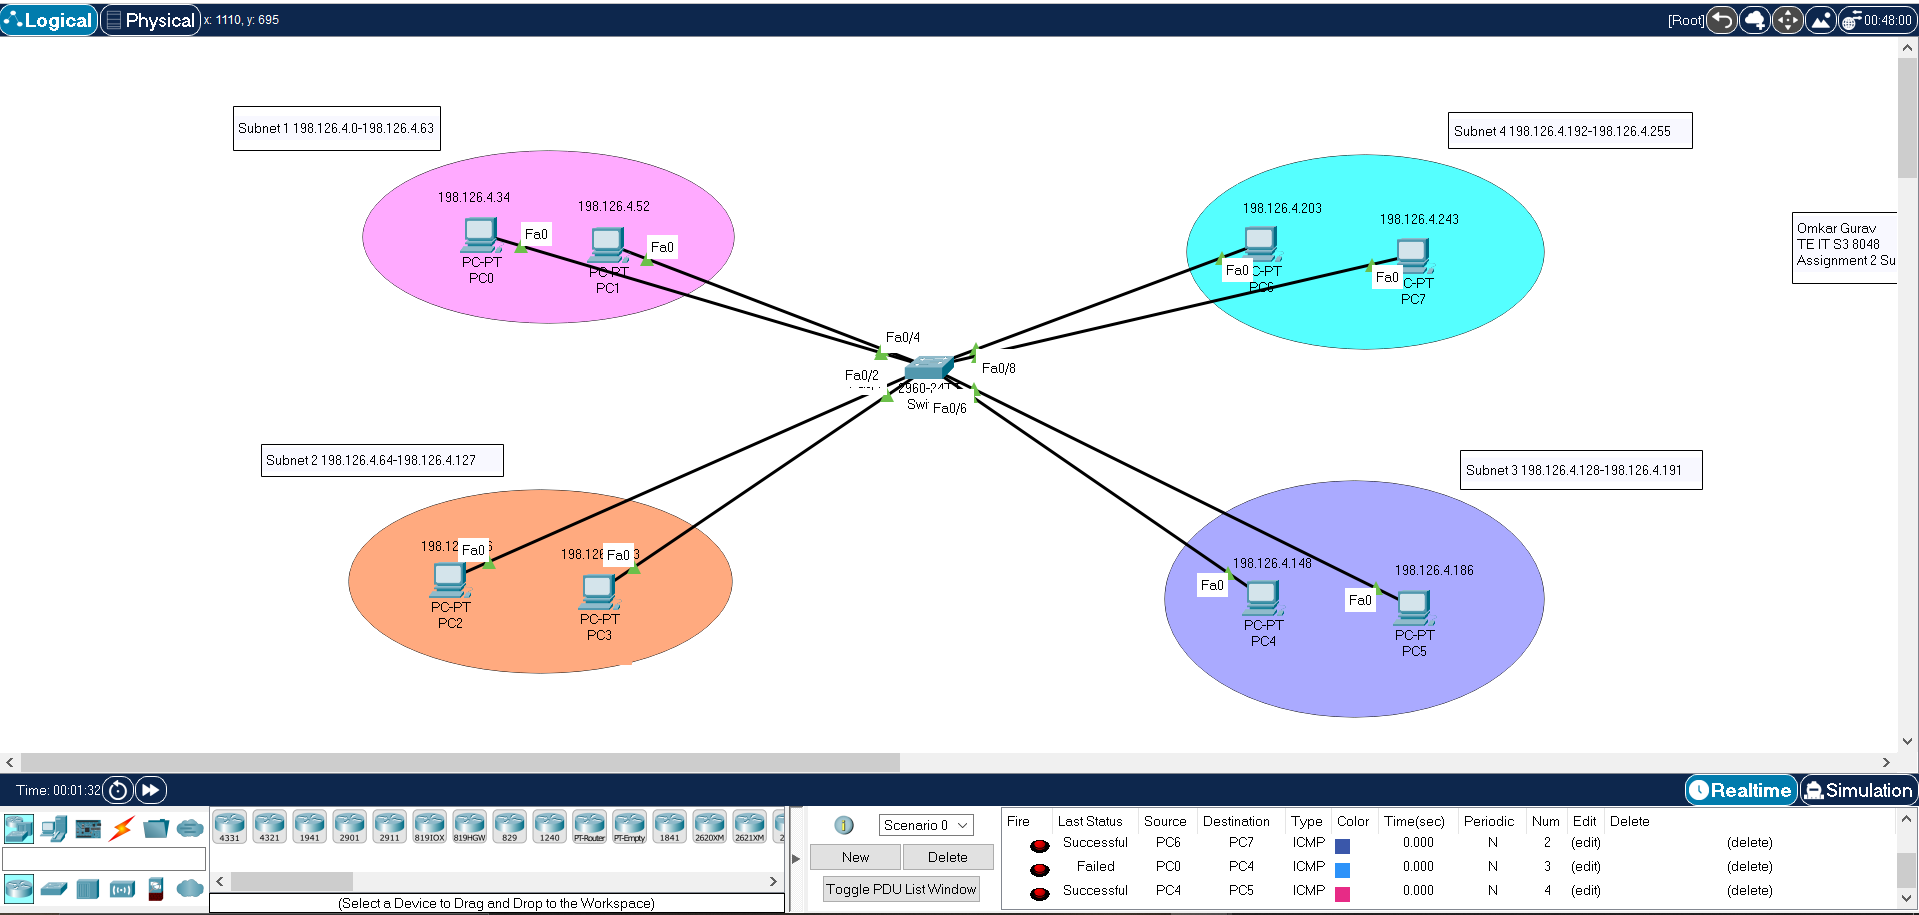 Logical
Physical
x: 1110, y: 695
[Root]
00:48:00
Subnet 1 198.126.4.0-198.126.4.63
Subnet 4 198.126.4.192-198.126.4.255
198.126.4.34
198.126.4.52
198.126.4.203
198.126.4.243
Omkar Gurav
TE IT S3 8048
Assignment 2 Su
Fa0
Fa0
PC-PT
PC0
PC-PT
PC1
Fa0
C-PT
PC6
Fa0
C-PT
PC7
Fa0/4
Fa0/8
Fa0/2
2960-24T
Swi
Fa0/6
Subnet 2 198.126.4.64-198.126.4.127
Subnet 3 198.126.4.128-198.126.4.191
Fa0
Fa0
PC-PT
PC2
PC-PT
PC3
198.126.4.148
198.126.4.186
Fa0
Fa0
PC-PT
PC4
PC-PT
PC5
Time: 00:01:32
Realtime
Simulation
4331
4321
1941
2901
2911
819IOX
819HGW
829
1240
PT-Router
PT-Empty
1841
2620XM
2621XM
(Select a Device to Drag and Drop to the Workspace)
Scenario 0
New
Delete
Toggle PDU List Window
Fire Last Status Source Destination Type Color Time(sec) Periodic Num Edit Delete
Successful PC6 PC7 ICMP 0.000 N 2 (edit) (delete)
Failed PC0 PC4 ICMP 0.000 N 3 (edit) (delete)
Successful PC4 PC5 ICMP 0.000 N 4 (edit) (delete)